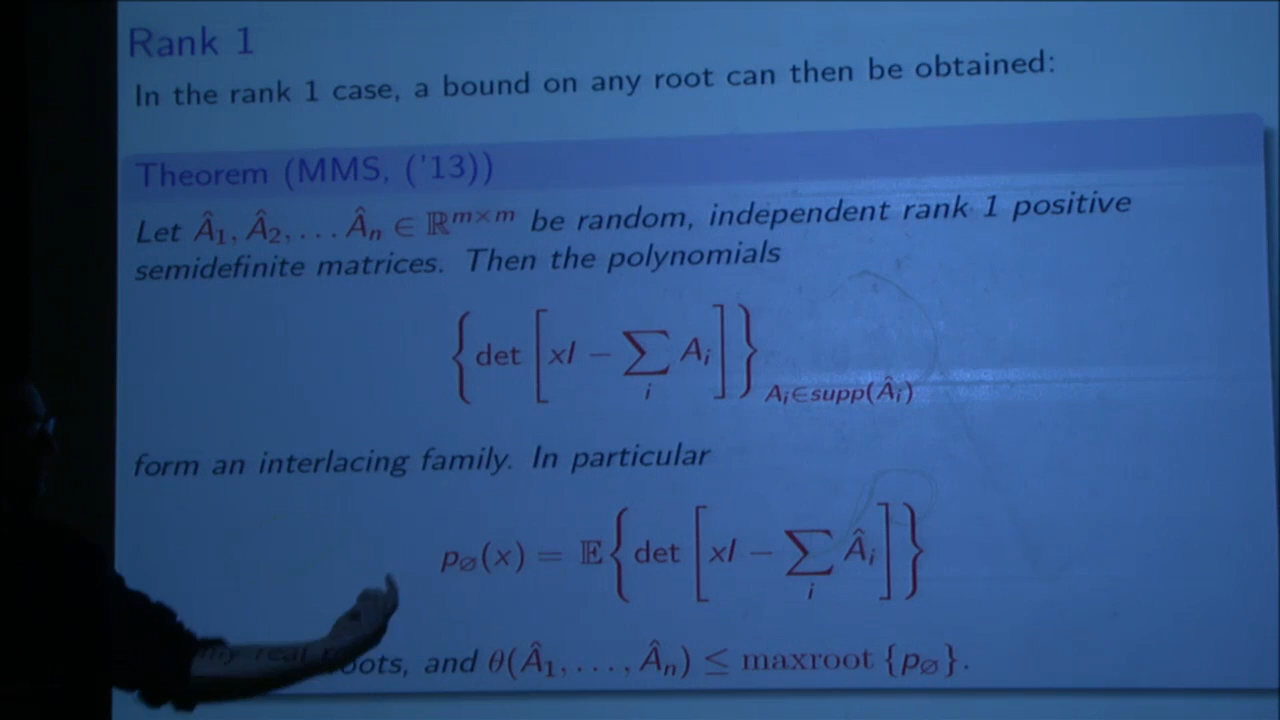 Rank 1
In the rank 1 case, a bound on any root can then be obtained:
Theorem (MMS, ('13))
Let Â₁, Â₂, . . . Âₙ ∈ ℝᵐ×ᵐ be random, independent rank 1 positive
semidefinite matrices. Then the polynomials
{det [xI − ∑ᵢ Aᵢ]} Aᵢ∈supp(Âᵢ)
form an interlacing family. In particular
p∅(x) = 𝔼{det [xI − ∑ᵢ Âᵢ]}
real roots, and θ(Â₁, . . . , Âₙ) ≤ maxroot {p∅}.